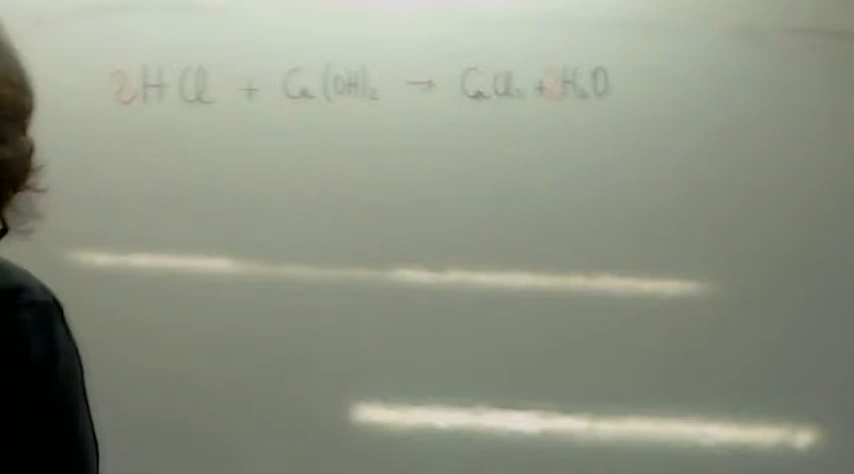 2HCl + Ca(OH)₂ → CaCl₂ + 2H₂O